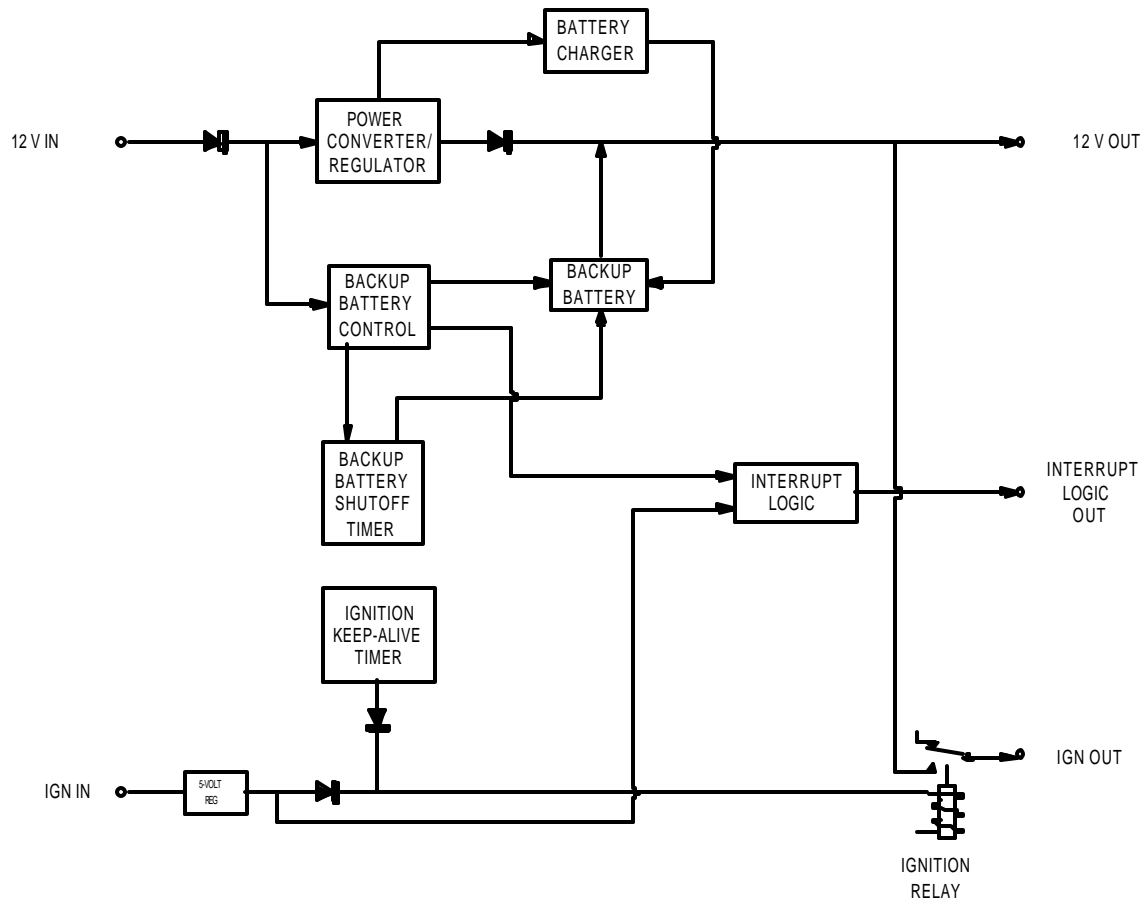 BATTERY
CHARGER
POWER
CONVERTER/
REGULATOR
12 V IN
12 V OUT
BACKUP
BATTERY
CONTROL
BACKUP
BATTERY
BACKUP
BATTERY
SHUTOFF
TIMER
INTERRUPT
LOGIC
INTERRUPT
LOGIC
OUT
IGNITION
KEEP-ALIVE
TIMER
IGN IN
5-VOLT
REG
IGN OUT
IGNITION
RELAY